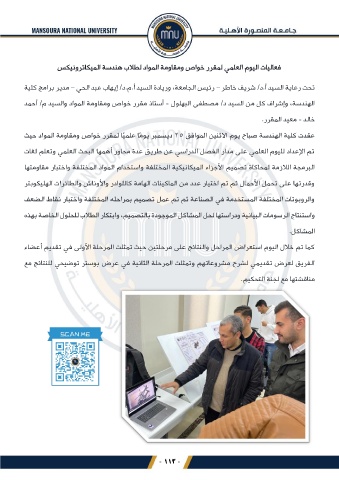 MANSOURA NATIONAL UNIVERSITY
جامعة المنصورة الأهلية
فعاليات اليوم العلمي لمقرر خواص ومقاومة المواد لطلاب هندسة الميكاترونيكس
تحت رعاية السيد أ.د/ شريف خاطر – رئيس الجامعة، وريادة السيد أ.م.د/ إيهاب عبد الحي – مدير برامج كلية
الهندسة، وإشراف كل من السيد د/ مصطفى البهلول – أستاذ مقرر خواص ومقاومة المواد والسيد م/ أحمد
خالد – معيد المقرر.
عقدت كلية الهندسة صباح يوم الاثنين الموافق ٢٥ ديسمبر يومًا علميًا لمقرر خواص ومقاومة المواد حيث
تم الإعداد لليوم العلمي على مدار الفصل الدراسي عن طريق عدة محاور أهمها البحث العلمي وتعلم لغات
البرمجة اللازمة لمحاكاة تصميم الأجزاء الميكانيكية المختلفة واستخدام المواد المختلفة واختبار مقاومتها
وقدرتها على تحمل الأحمال ثم تم اختيار عدد من الماكينات الهامة كاللوادر والأوناش والطائرات الهليكوبتر
والروبوتات المختلفة المستخدمة في الصناعة ثم تم عمل تصميم بمراحله المختلفة واختبار نقاط الضعف
واستنتاج الرسومات البيانية ودراستها لحل المشاكل الموجودة بالتصميم، وابتكار الطلاب للحلول الخاصة بهذه
المشاكل.
كما تم خلال اليوم استعراض المراحل والنتائج على مرحلتين حيث تمثلت المرحلة الأولى في تقديم أعضاء
الفريق لعرض تقديمي لشرح مشروعاتهم وتمثلت المرحلة الثانية في عرض بوستر توضيحي للنتائج مع
مناقشتها مع لجنة التحكيم.
SCAN ME
- ١١٣ -